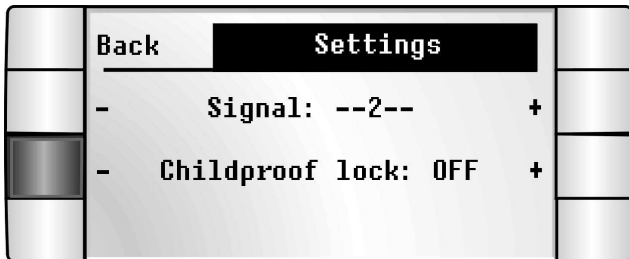 Back Settings
- Signal: --2-- +
- Childproof lock: OFF +